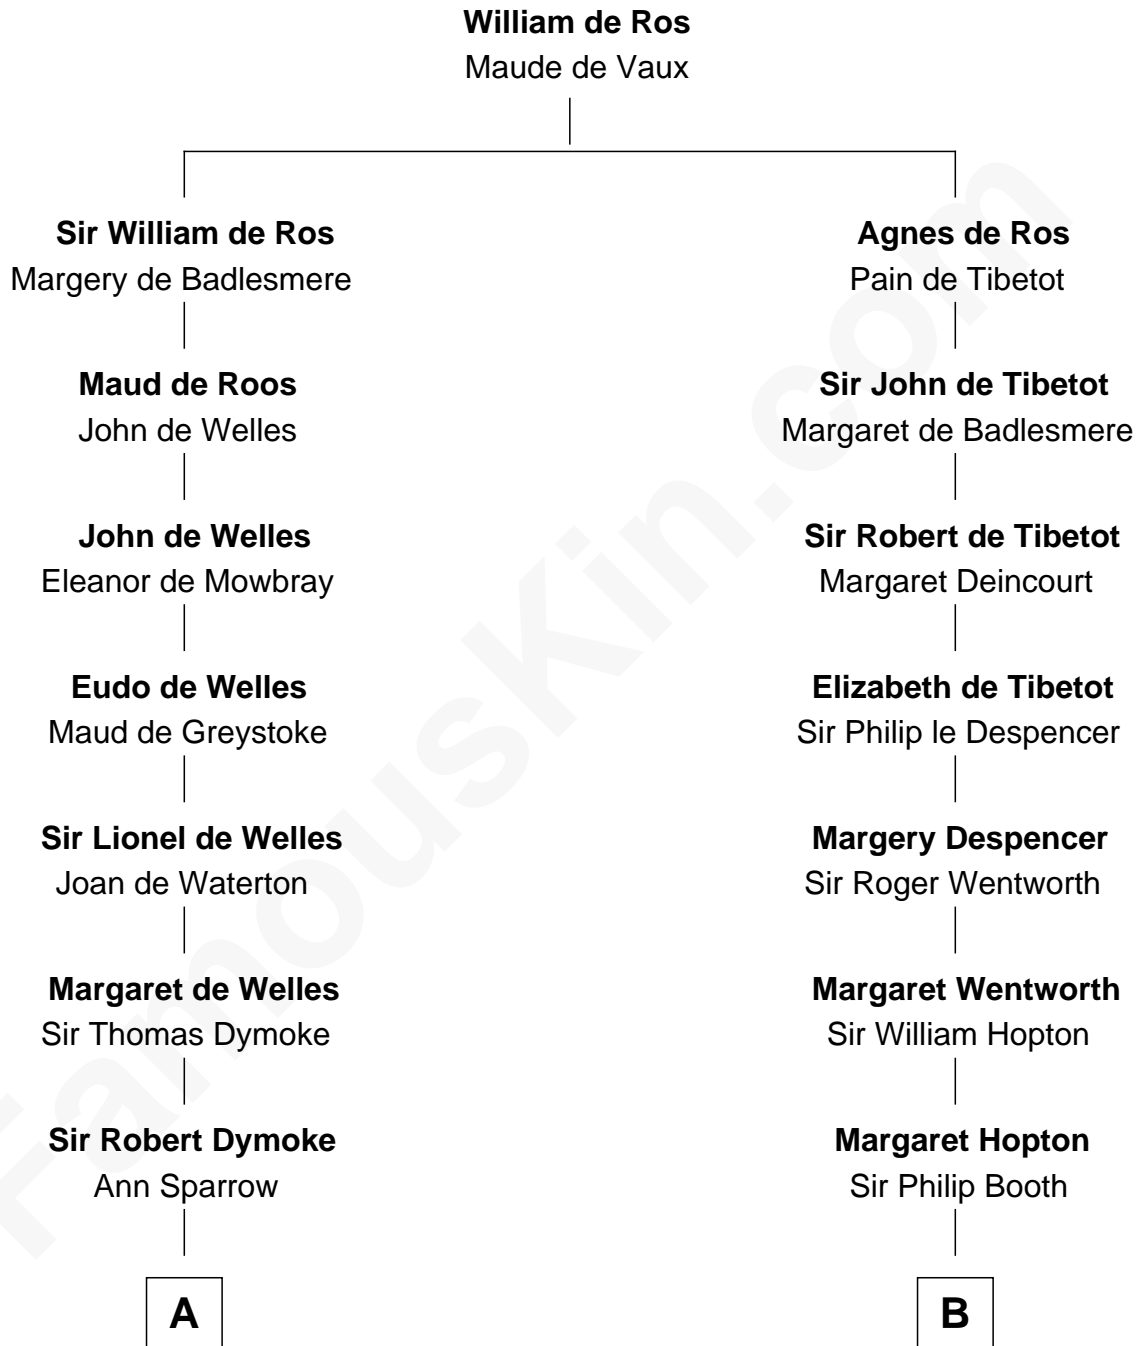 William de Ros
Maude de Vaux
Sir William de Ros
Margery de Badlesmere
Agnes de Ros
Pain de Tibetot
Maud de Roos
John de Welles
Sir John de Tibetot
Margaret de Badlesmere
John de Welles
Eleanor de Mowbray
Sir Robert de Tibetot
Margaret Deincourt
Eudo de Welles
Maud de Greystoke
Elizabeth de Tibetot
Sir Philip le Despencer
Sir Lionel de Welles
Joan de Waterton
Margery Despencer
Sir Roger Wentworth
Margaret de Welles
Sir Thomas Dymoke
Margaret Wentworth
Sir William Hopton
Sir Robert Dymoke
Ann Sparrow
Margaret Hopton
Sir Philip Booth
A
B
FamousKin.com